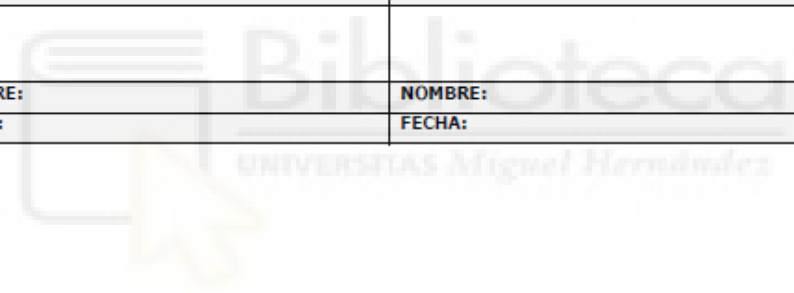 Biblioteca
RE: NOMBRE:
: FECHA:
UNIVERSITAS Miguel Hernández